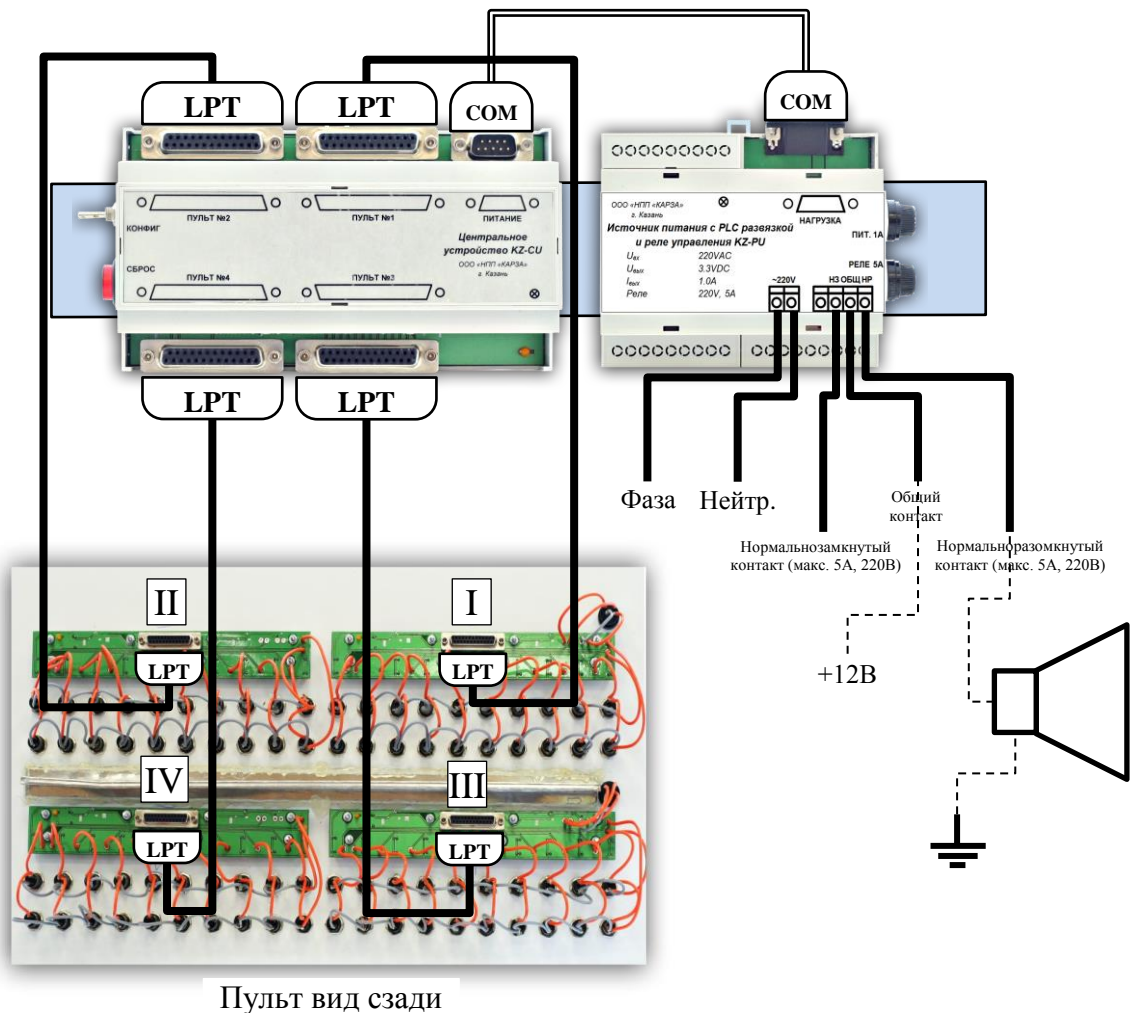 LPT
LPT
COM
COM
ПУЛЬТ №2
ПУЛЬТ №1
ПИТАНИЕ
КОНФИГ
Центральное
устройство KZ-CU
ООО «НПП «КАРЗА»
г. Казань
СБРОС
ПУЛЬТ №4
ПУЛЬТ №3
LPT
LPT
ООО «НПП «КАРЗА»
г. Казань
НАГРУЗКА
Источник питания с PLC развязкой
и реле управления KZ-PU
ПИТ. 1А
Uвх 220VAC
Uвых 3.3VDC
Iвых 1.0A
Реле 220V, 5A
РЕЛЕ 5А
~220V
НЗ ОБЩ НР
Фаза
Нейтр.
Общий
контакт
Нормальнозамкнутый
контакт (макс. 5А, 220В)
Нормальноразомкнутый
контакт (макс. 5А, 220В)
+12В
II
I
LPT
LPT
IV
III
LPT
LPT
Пульт вид сзади